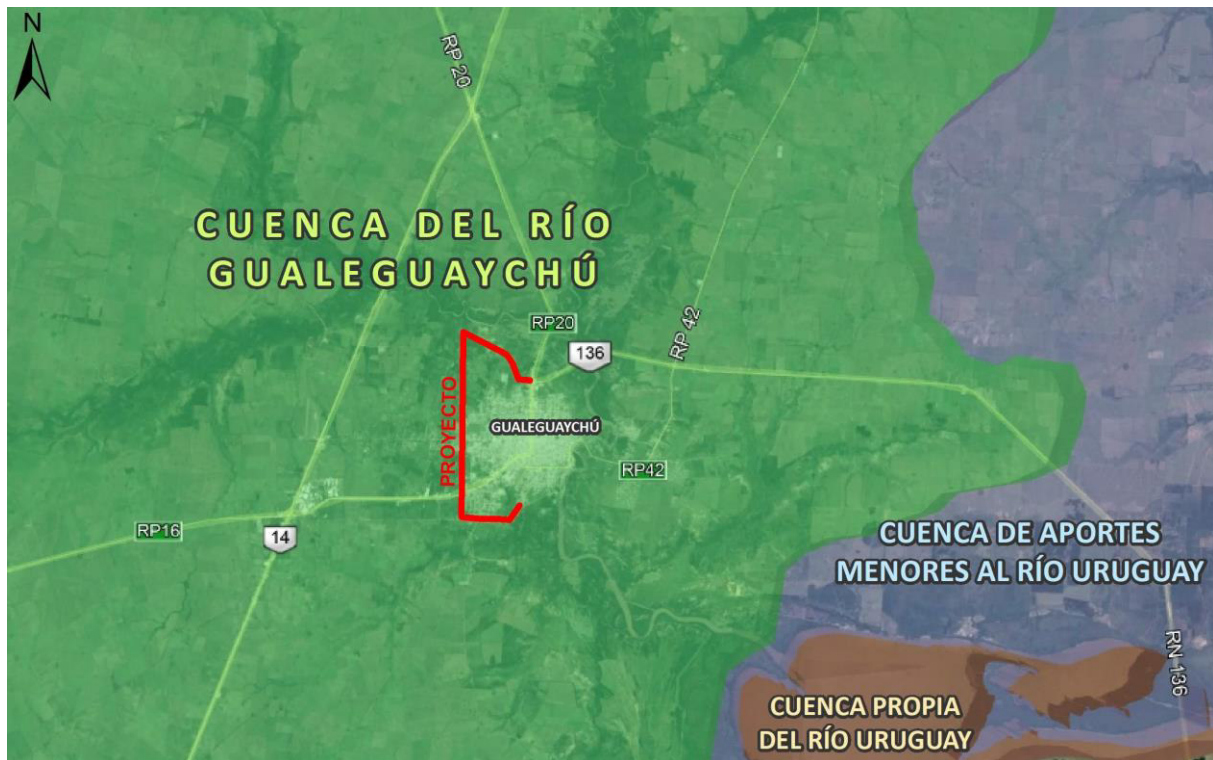 N
RP 20
CUENCA DEL RÍO
GUALEGUAYCHÚ
RP20
136
RP 42
PROYECTO
GUALEGUAYCHÚ
RP42
RP16
14
CUENCA DE APORTES
MENORES AL RÍO URUGUAY
RN 136
CUENCA PROPIA
DEL RÍO URUGUAY